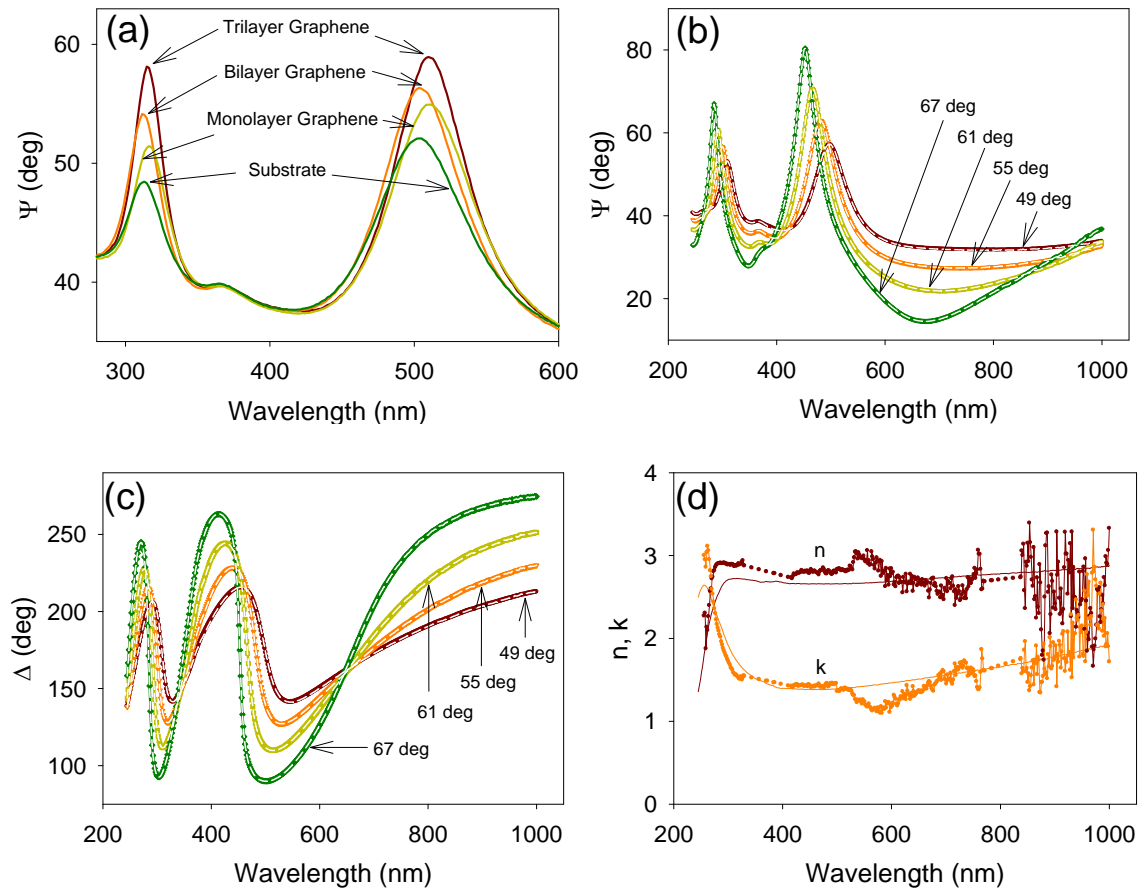 (a)
60
50
40
Ψ (deg)
Trilayer Graphene
Bilayer Graphene
Monolayer Graphene
Substrate
300
400
500
600
Wavelength (nm)
(b)
80
60
40
20
Ψ (deg)
67 deg
61 deg
55 deg
49 deg
200
400
600
800
1000
Wavelength (nm)
(c)
250
200
150
100
Δ (deg)
49 deg
55 deg
61 deg
67 deg
200
400
600
800
1000
Wavelength (nm)
(d)
4
3
2
1
0
n, k
n
k
200
400
600
800
1000
Wavelength (nm)